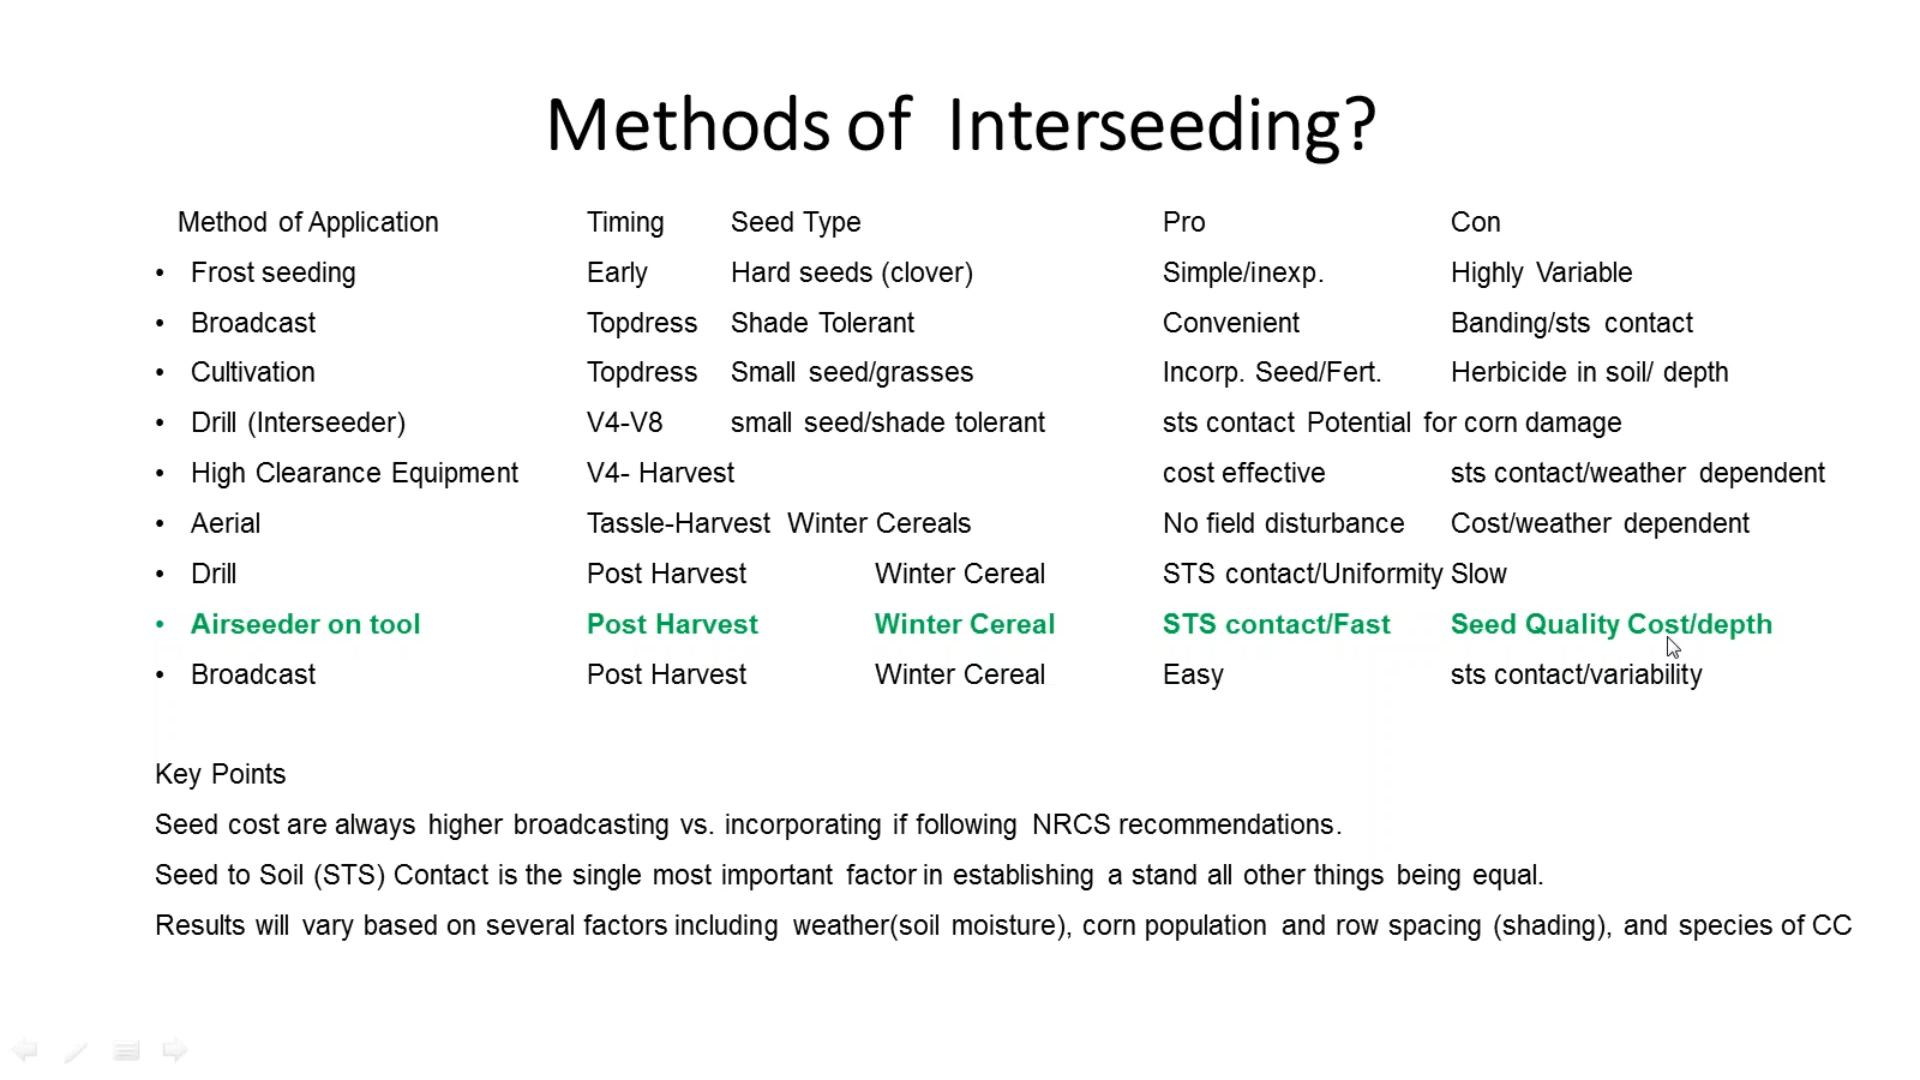 Methods of Interseeding?
Method of Application Timing Seed Type Pro Con
• Frost seeding Early Hard seeds (clover) Simple/inexp. Highly Variable
• Broadcast Topdress Shade Tolerant Convenient Banding/sts contact
• Cultivation Topdress Small seed/grasses Incorp. Seed/Fert. Herbicide in soil/ depth
• Drill (Interseeder) V4-V8 small seed/shade tolerant sts contact Potential for corn damage
• High Clearance Equipment V4- Harvest cost effective sts contact/weather dependent
• Aerial Tassle-Harvest Winter Cereals No field disturbance Cost/weather dependent
• Drill Post Harvest Winter Cereal STS contact/Uniformity Slow
• Airseeder on tool Post Harvest Winter Cereal STS contact/Fast Seed Quality Cost/depth
• Broadcast Post Harvest Winter Cereal Easy sts contact/variability
Key Points
Seed cost are always higher broadcasting vs. incorporating if following NRCS recommendations.
Seed to Soil (STS) Contact is the single most important factor in establishing a stand all other things being equal.
Results will vary based on several factors including weather(soil moisture), corn population and row spacing (shading), and species of CC